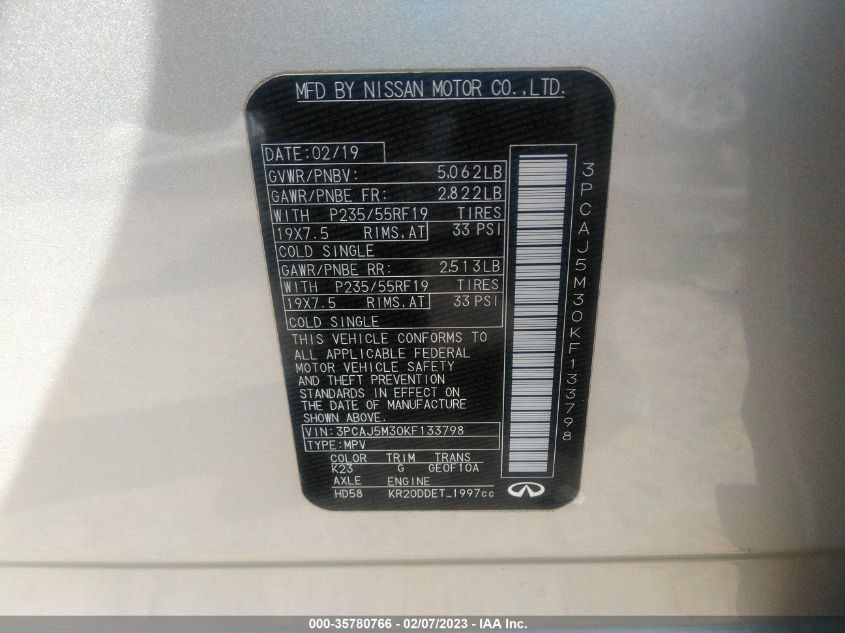 MFD BY NISSAN MOTOR CO.,LTD.
DATE:02/19
GVWR/PNBV: 5.062LB
GAWR/PNBE FR: 2.822LB
WITH P235/55RF19 TIRES
19X7.5 RIMS.AT 33 PSI
COLD SINGLE
GAWR/PNBE RR: 2.513LB
WITH P235/55RF19 TIRES
19X7.5 RIMS.AT 33 PSI
COLD SINGLE
THIS VEHICLE CONFORMS TO
ALL APPLICABLE FEDERAL
MOTOR VEHICLE SAFETY
AND THEFT PREVENTION
STANDARDS IN EFFECT ON
THE DATE OF MANUFACTURE
SHOWN ABOVE.
VIN:3PCAJ5M30KF133798
TYPE:MPV
COLOR TRIM TRANS
K23 G GE0F10A
AXLE ENGINE
HD58 KR20DDET_1997cc
3PCAJ5M30KF133798
000-35780766 — 02/07/2023 — IAA Inc.